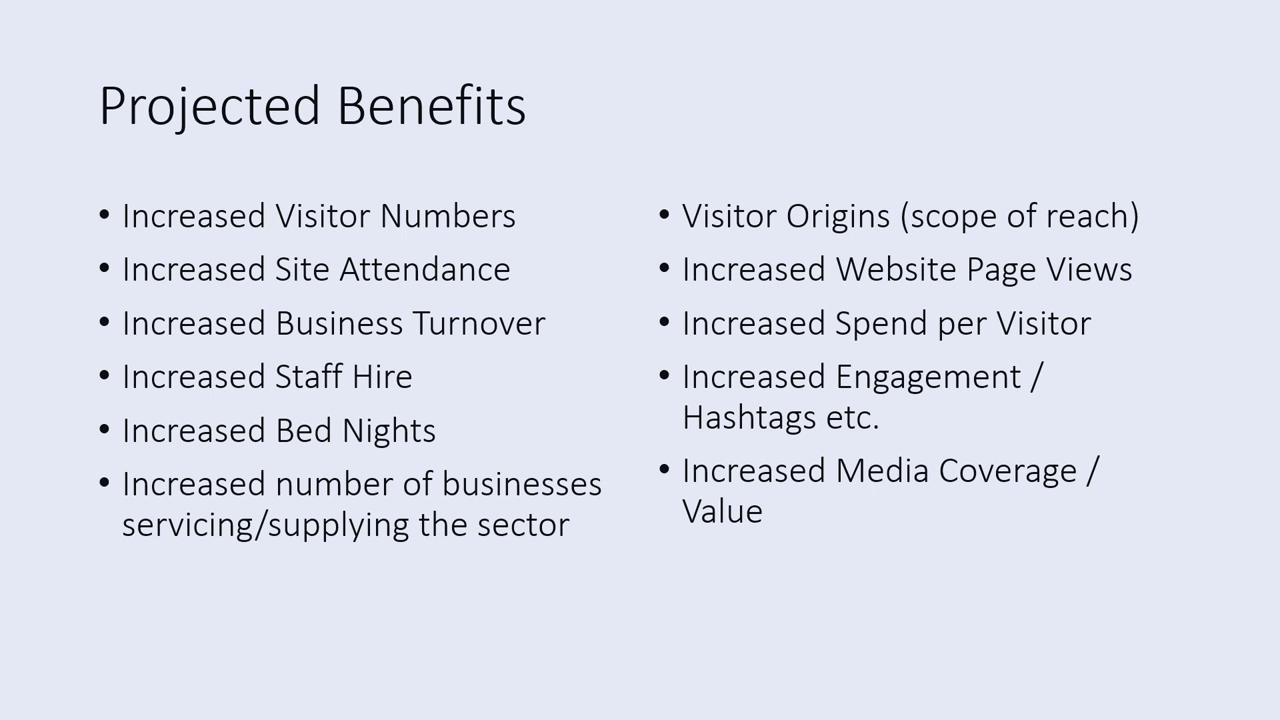 Projected Benefits
• Increased Visitor Numbers
• Increased Site Attendance
• Increased Business Turnover
• Increased Staff Hire
• Increased Bed Nights
• Increased number of businesses
servicing/supplying the sector
• Visitor Origins (scope of reach)
• Increased Website Page Views
• Increased Spend per Visitor
• Increased Engagement /
Hashtags etc.
• Increased Media Coverage /
Value